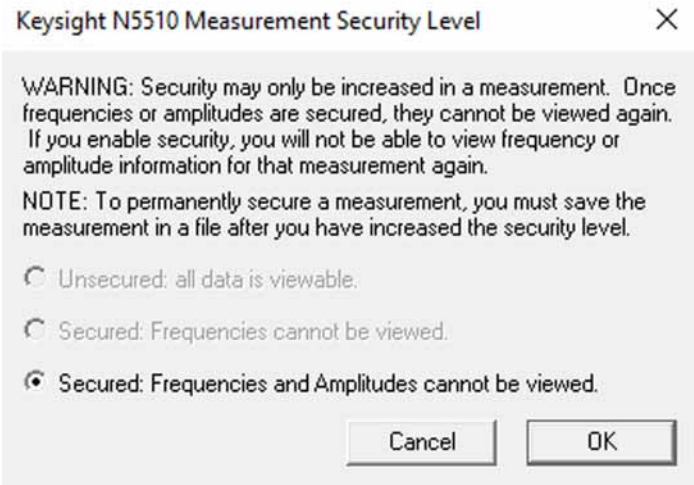 Keysight N5510 Measurement Security Level
WARNING: Security may only be increased in a measurement. Once
frequencies or amplitudes are secured, they cannot be viewed again.
If you enable security, you will not be able to view frequency or
amplitude information for that measurement again.
NOTE: To permanently secure a measurement, you must save the
measurement in a file after you have increased the security level.
Unsecured: all data is viewable.
Secured: Frequencies cannot be viewed.
Secured: Frequencies and Amplitudes cannot be viewed.
Cancel OK